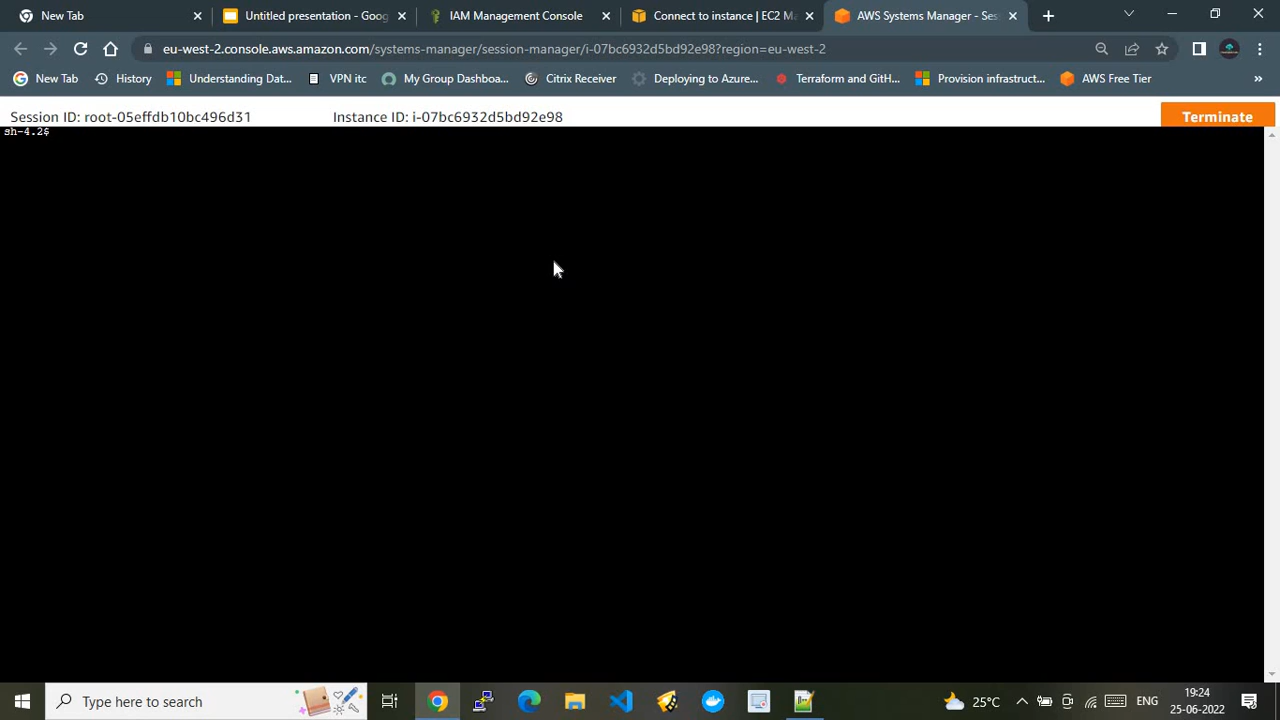 New Tab
Untitled presentation - Goog
IAM Management Console
Connect to instance | EC2 Ma
AWS Systems Manager - Ses
eu-west-2.console.aws.amazon.com/systems-manager/session-manager/i-07bc6932d5bd92e98?region=eu-west-2
New Tab
History
Understanding Dat...
VPN itc
My Group Dashboa...
Citrix Receiver
Deploying to Azure...
Terraform and GitH...
Provision infrastruct...
AWS Free Tier
»
Session ID: root-05effdb10bc496d31
Instance ID: i-07bc6932d5bd92e98
Terminate
sh-4.2$
Type here to search
25°C
ENG
19:24
25-06-2022